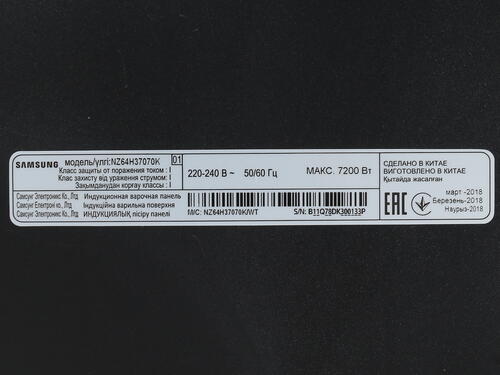 SAMSUNG модель/үлгі:NZ64H37070K 01
Класс защиты от поражения током : I
Клас захисту від ураження струмом: I
Зақымданудан қорғау классы : I
220-240 В ~ 50/60 Гц
МАКС. 7200 Вт
СДЕЛАНО В КИТАЕ
ВИГОТОВЛЕНО В КИТАЇ
Қытайда жасалған
Самсунг Электроникс Ко., Лтд Индукционная варочная панель
Самсунг Електроні ко., Лтд Індукційна варильна поверхня
Самсунг Электроникс Ко., Лтд ИНДУКЦИЯЛЫҚ пісіру панелі
M/C: NZ64H37070K/WT
S/N: B11Q78DK300133P
EAC
март -2018
Березень-2018
Наурыз-2018